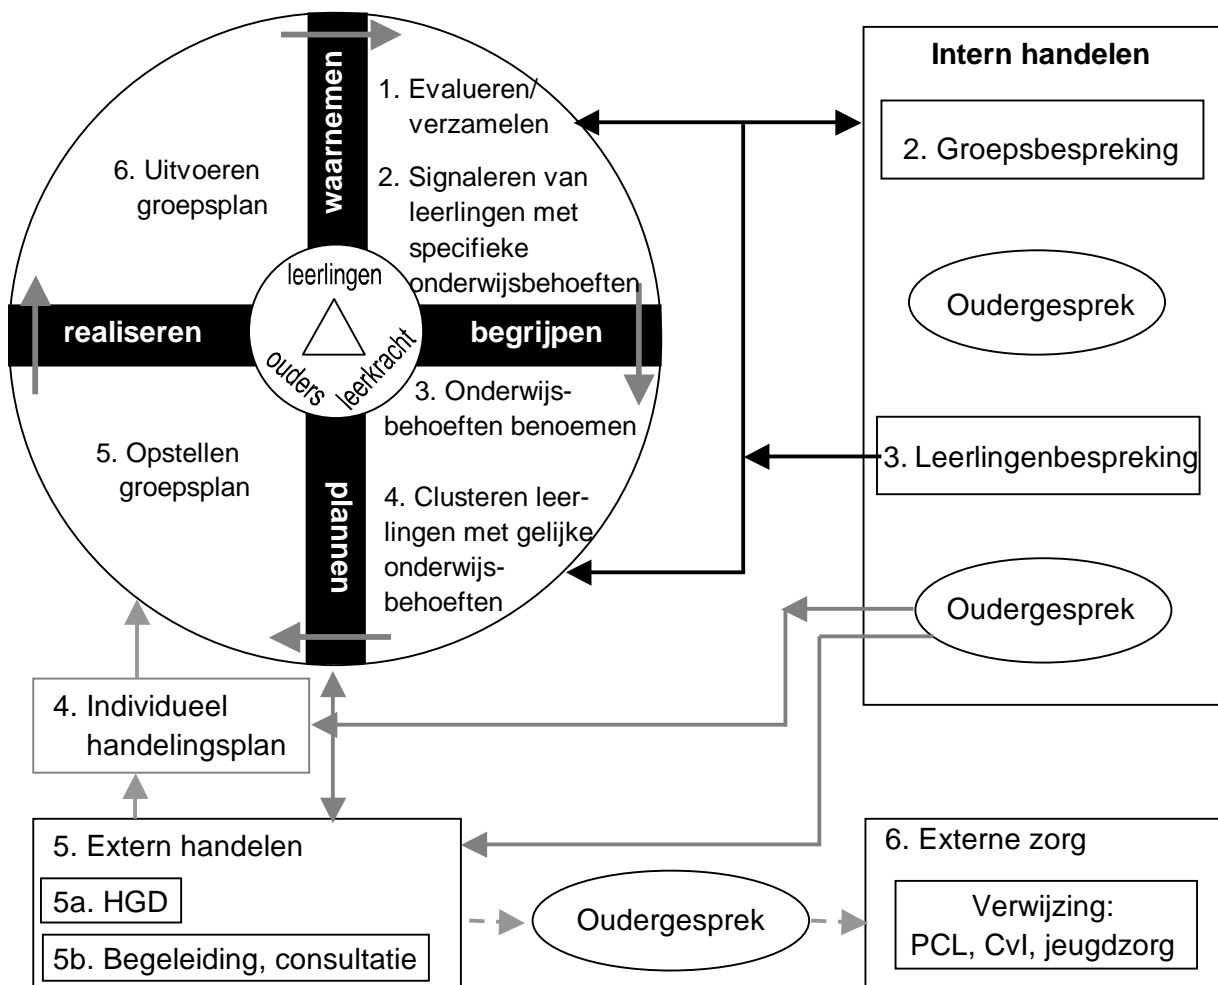 waarnemen
1. Evalueren/
verzamelen
2. Signaleren van
leerlingen met
specifieke
onderwijsbehoeften
6. Uitvoeren
groepsplan
leerlingen
ouders
leerkracht
realiseren
begrijpen
3. Onderwijs-
behoeften benoemen
4. Clusteren leer-
lingen met gelijke
onderwijs-
behoeften
plannen
5. Opstellen
groepsplan
Intern handelen
2. Groepsbespreking
Oudergesprek
3. Leerlingenbespreking
Oudergesprek
4. Individueel
handelingsplan
5. Extern handelen
5a. HGD
5b. Begeleiding, consultatie
Oudergesprek
6. Externe zorg
Verwijzing:
PCL, CvI, jeugdzorg